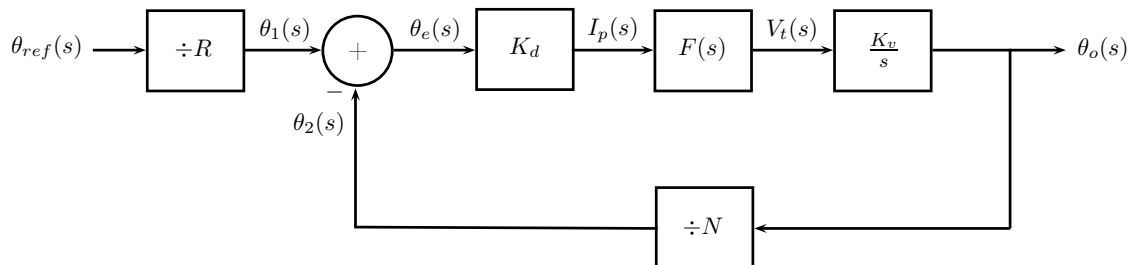 θ_ref(s)
÷R
θ_1(s)
+
−
θ_e(s)
K_d
I_p(s)
F(s)
V_t(s)
K_v/s
θ_o(s)
θ_2(s)
÷N